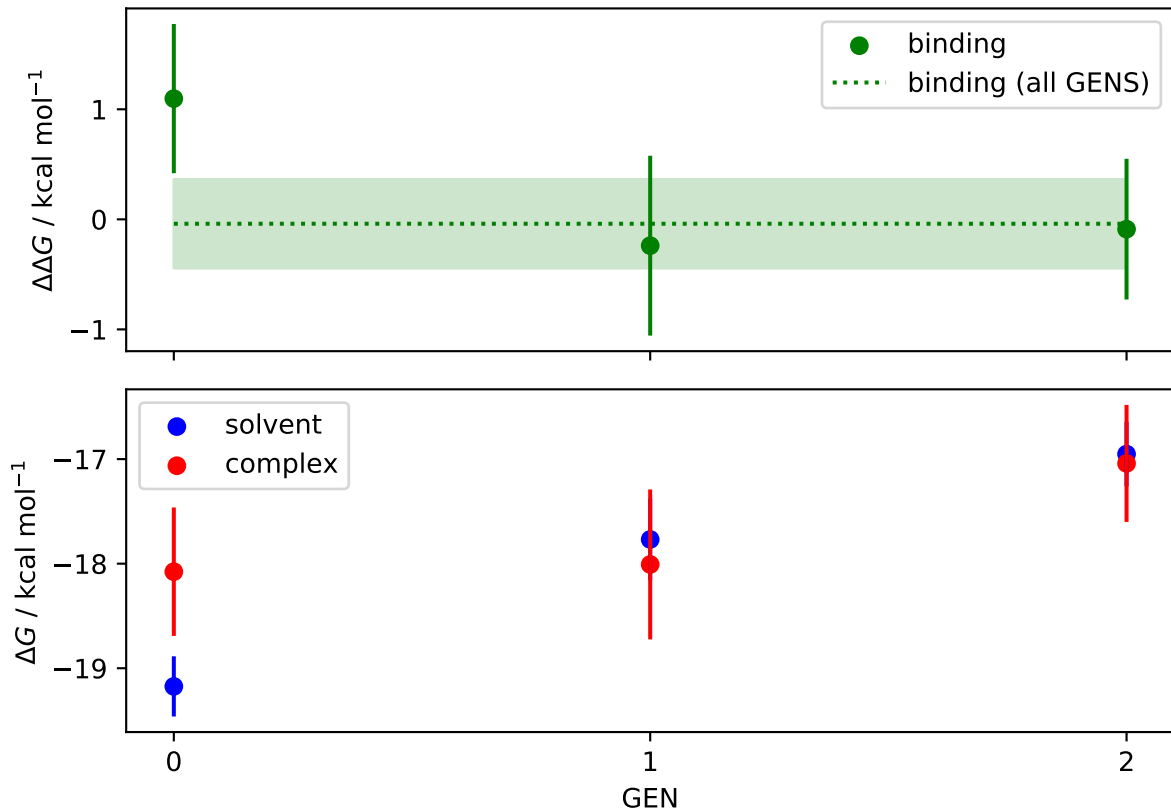 ΔΔG / kcal mol⁻¹
1
0
−1
binding
binding (all GENS)
ΔG / kcal mol⁻¹
−17
−18
−19
solvent
complex
0 1 2
GEN